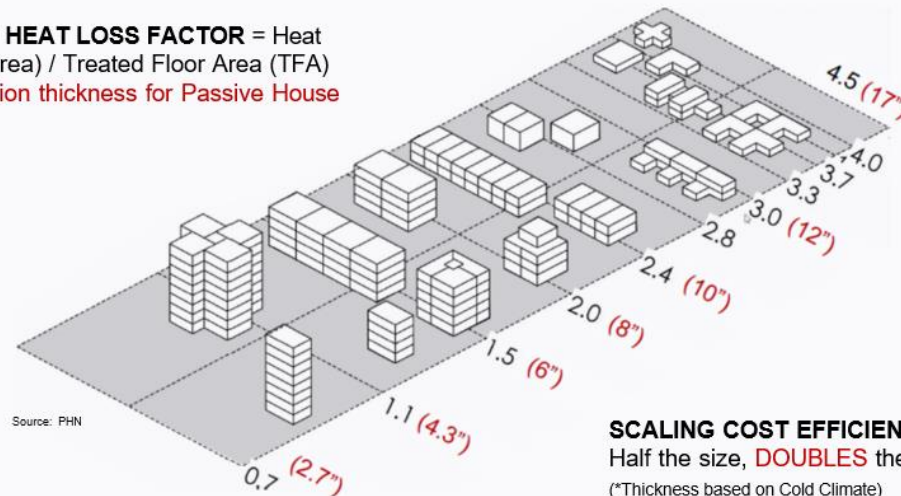 HEAT LOSS FACTOR = Heat
rea) / Treated Floor Area (TFA)
ion thickness for Passive House
4.5 (17")
4.0
3.7
3.3
3.0 (12")
2.8
2.4 (10")
2.0 (8")
1.5 (6")
1.1 (4.3")
0.7 (2.7")
Source: PHN
SCALING COST EFFICIEN
Half the size, DOUBLES the
(*Thickness based on Cold Climate)